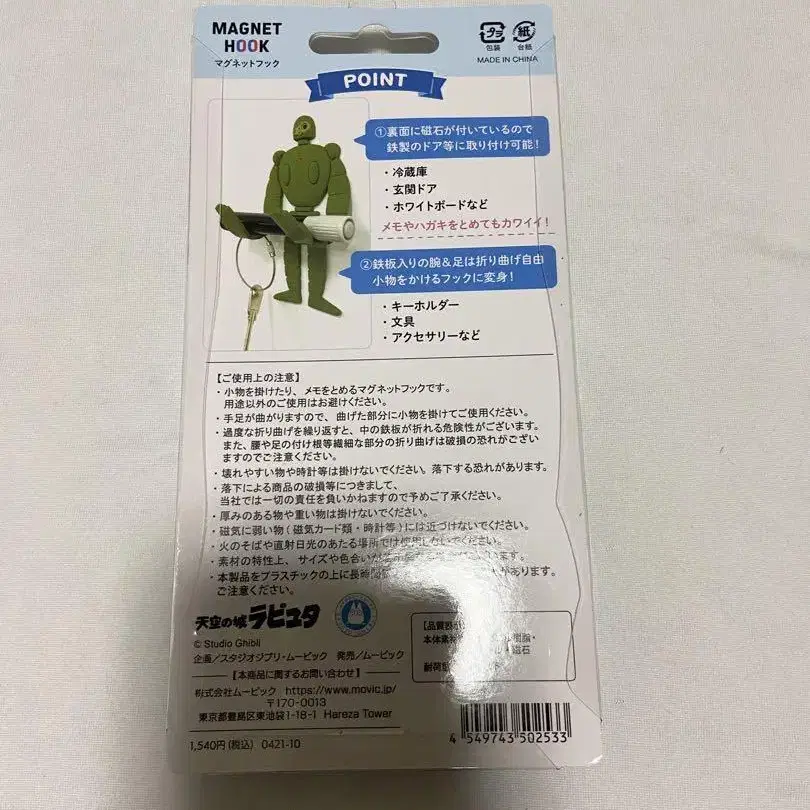 MAGNET
HOOK
マグネットフック
プラ
包装
紙
台紙
MADE IN CHINA
POINT
①裏面に磁石が付いているので
鉄製のドア等に取り付け可能！
・冷蔵庫
・玄関ドア
・ホワイトボードなど
メモやハガキをとめてもカワイイ！
②鉄板入りの腕＆足は折り曲げ自由
小物をかけるフックに変身！
・キーホルダー
・文具
・アクセサリーなど
【ご使用上の注意】
・小物を掛けたり、メモをとめるマグネットフックです。
用途以外のご使用はお避けください。
・手足が曲がりますので、曲げた部分に小物を掛けてご使用ください。
・過度な折り曲げを繰り返すと、中の鉄板が折れる危険性がございます。
また、腰や足の付け根等繊細な部分の折り曲げは破損の恐れがござい
ますのでご注意ください。
・壊れやすい物や時計等は掛けないでください。落下する恐れがあります。
・落下による商品の破損等につきまして、
当社では一切の責任を負いかねますので予めご了承ください。
・厚みのある物や重い物は掛けないでください。
・磁気に弱い物（磁気カード類・時計等）には近づけないでください。
・火のそばや直射日光のあたる場所では使用しないでください。
・素材の特性上、サイズや色合いが
・本製品をプラスチックの上に長時間 があります。
ご注意ください。
天空の城ラピュタ
© Studio Ghibli
企画／スタジオジブリ・ムービック 発売／ムービック
【本商品に関するお問い合わせ】
株式会社ムービック https://www.movic.jp/
〒170-0013
東京都豊島区東池袋1-18-1 Hareza Tower
1,540円（税込） 0421-10
【品質表示
本体素材 樹脂・
磁石
耐荷
4 549743 502533